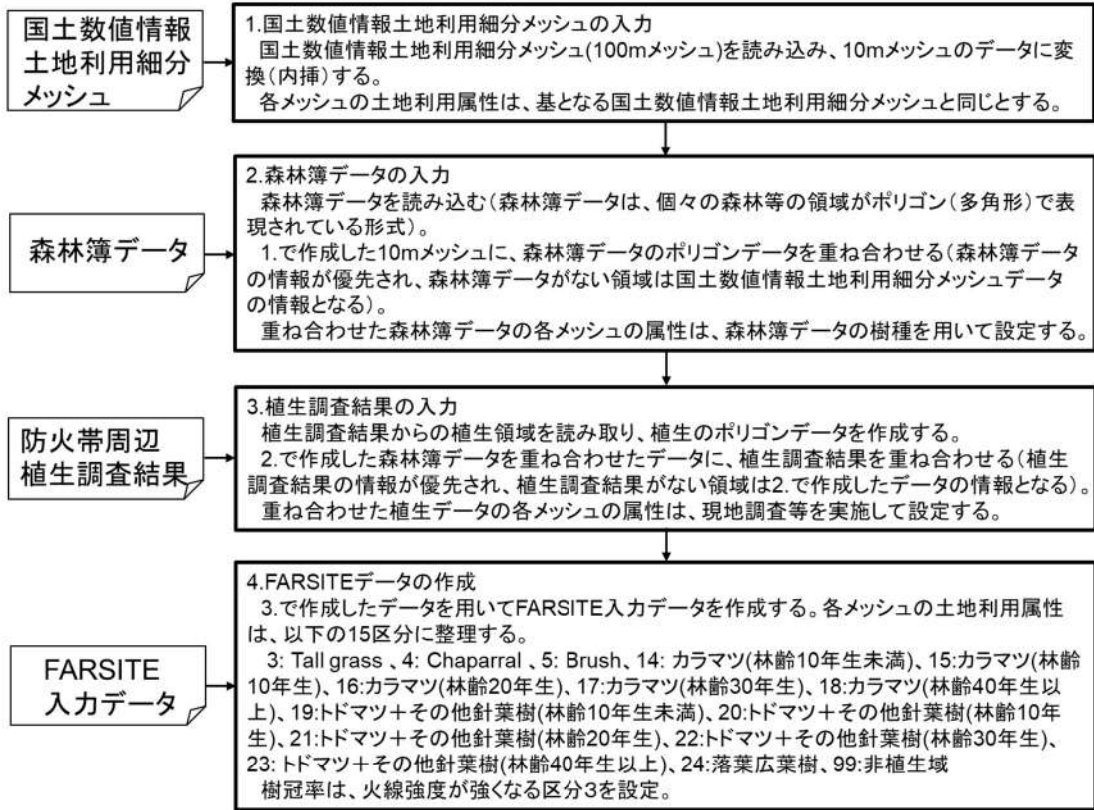 国土数値情報
土地利用細分
メッシュ
1.国土数値情報土地利用細分メッシュの入力
国土数値情報土地利用細分メッシュ(100mメッシュ)を読み込み、10mメッシュのデータに変
換(内挿)する。
各メッシュの土地利用属性は、基となる国土数値情報土地利用細分メッシュと同じとする。
森林簿データ
2.森林簿データの入力
森林簿データを読み込む(森林簿データは、個々の森林等の領域がポリゴン(多角形)で表
現されている形式)。
1.で作成した10mメッシュに、森林簿データのポリゴンデータを重ね合わせる(森林簿データ
の情報が優先され、森林簿データがない領域は国土数値情報土地利用細分メッシュデータ
の情報となる)。
重ね合わせた森林簿データの各メッシュの属性は、森林簿データの樹種を用いて設定する。
防火帯周辺
植生調査結果
3.植生調査結果の入力
植生調査結果からの植生領域を読み取り、植生のポリゴンデータを作成する。
2.で作成した森林簿データを重ね合わせたデータに、植生調査結果を重ね合わせる(植生
調査結果の情報が優先され、植生調査結果がない領域は2.で作成したデータの情報となる)。
重ね合わせた植生データの各メッシュの属性は、現地調査等を実施して設定する。
FARSITE
入力データ
4.FARSITEデータの作成
3.で作成したデータを用いてFARSITE入力データを作成する。各メッシュの土地利用属性
は、以下の15区分に整理する。
3: Tall grass 、4: Chaparral 、5: Brush、14: カラマツ(林齢10年生未満)、15:カラマツ(林齢
10年生)、16:カラマツ(林齢20年生)、17:カラマツ(林齢30年生)、18:カラマツ(林齢40年生以
上)、19:トドマツ＋その他針葉樹(林齢10年生未満)、20:トドマツ＋その他針葉樹(林齢10年
生)、21:トドマツ＋その他針葉樹(林齢20年生)、22:トドマツ＋その他針葉樹(林齢30年生)、
23: トドマツ＋その他針葉樹(林齢40年生以上)、24:落葉広葉樹、99:非植生域
樹冠率は、火線強度が強くなる区分3を設定。